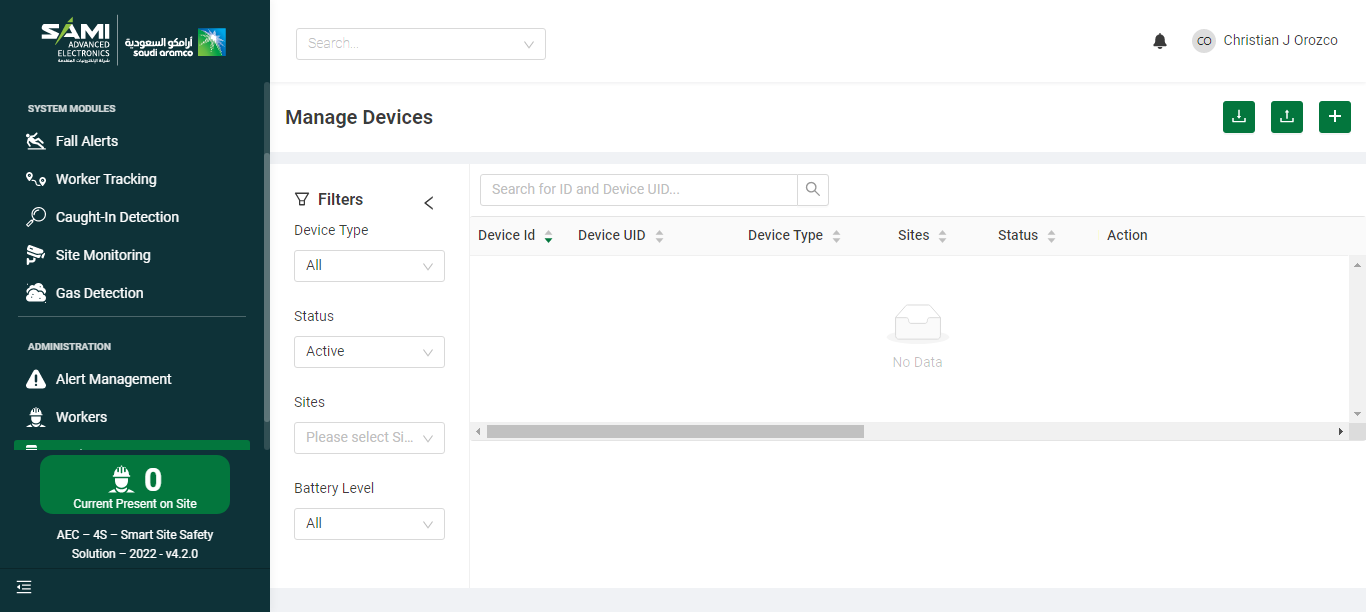 SAMI
ADVANCED
ELECTRONICS
أرامكو السعودية
saudi aramco
Search...
CO
Christian J Orozco
SYSTEM MODULES
Fall Alerts
Worker Tracking
Caught-In Detection
Site Monitoring
Gas Detection
ADMINISTRATION
Alert Management
Workers
0
Current Present on Site
AEC – 4S – Smart Site Safety
Solution – 2022 - v4.2.0
Manage Devices
Filters
Device Type
All
Status
Active
Sites
Please select Si...
Battery Level
All
Search for ID and Device UID...
Device Id
Device UID
Device Type
Sites
Status
Action
No Data